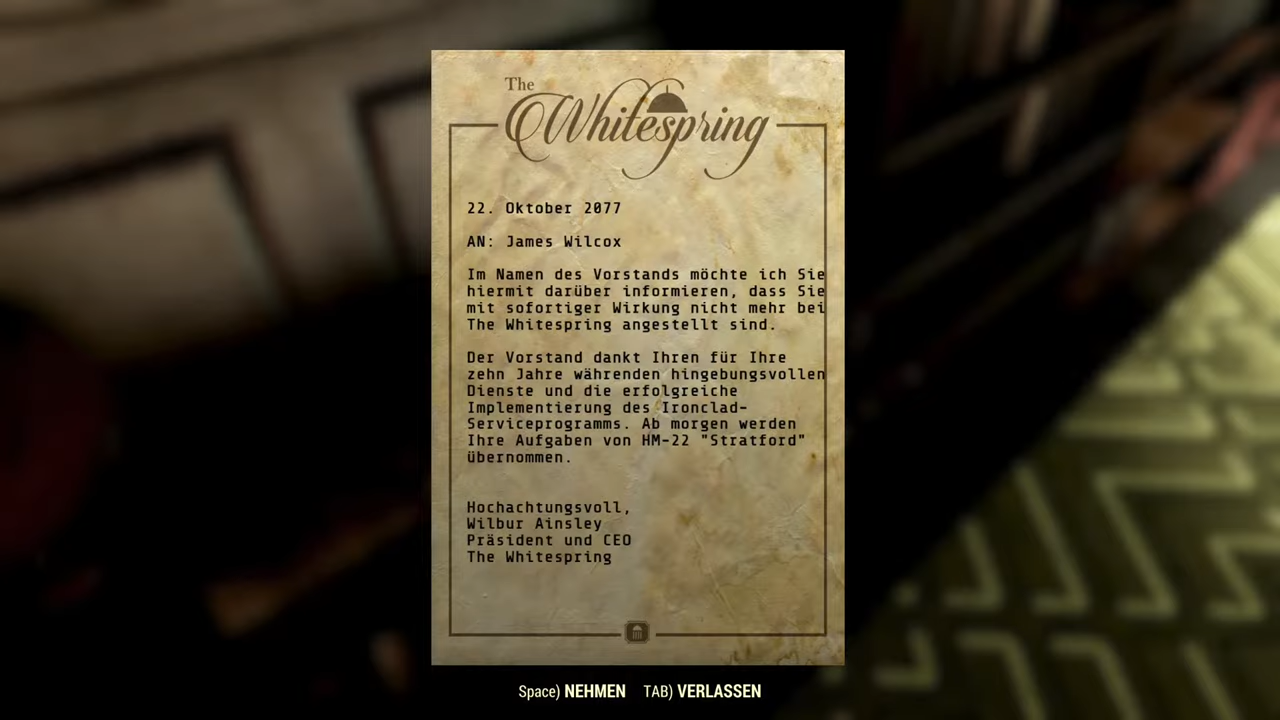 The
Whitespring
22. Oktober 2077
AN: James Wilcox
Im Namen des Vorstands möchte ich Sie
hiermit darüber informieren, dass Sie
mit sofortiger Wirkung nicht mehr bei
The Whitespring angestellt sind.
Der Vorstand dankt Ihren für Ihre
zehn Jahre währenden hingebungsvollen
Dienste und die erfolgreiche
Implementierung des Ironclad-
Serviceprogramms. Ab morgen werden
Ihre Aufgaben von HM-22 "Stratford"
übernommen.
Hochachtungsvoll,
Wilbur Ainsley
Präsident und CEO
The Whitespring
Space) NEHMEN TAB) VERLASSEN